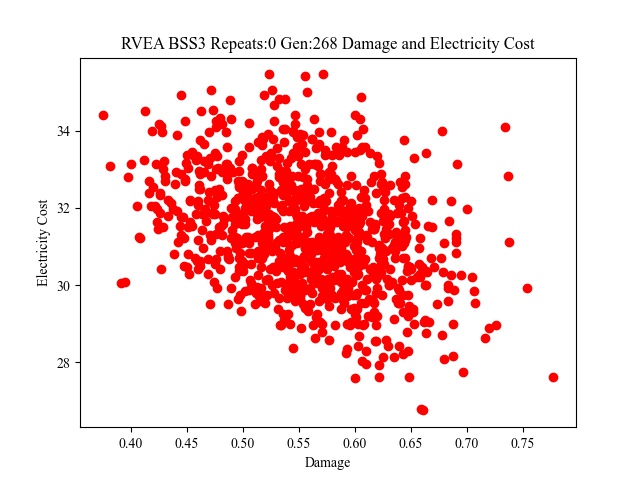 RVEA BSS3 Repeats:0 Gen:268 Damage and Electricity Cost
34
32
30
28
Electricity Cost
0.40 0.45 0.50 0.55 0.60 0.65 0.70 0.75
Damage